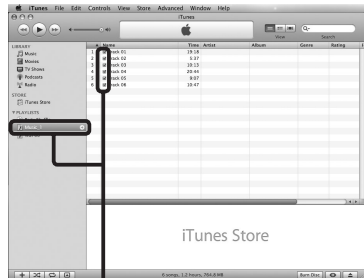 iTunes File Edit Controls View Store Advanced Window Help
iTunes
View Search
LIBRARY
Music
Movies
TV Shows
Podcasts
Radio
STORE
iTunes Store
PLAYLISTS
Music
Name Time Artist Album Genre Rating
1 Track 01 19:18
2 Track 02 5:37
3 Track 03 10:13
4 Track 04 20:44
5 Track 05 9:07
6 Track 06 10:47
iTunes Store
6 songs, 1.2 hours, 764.8 MB
Burn Disc